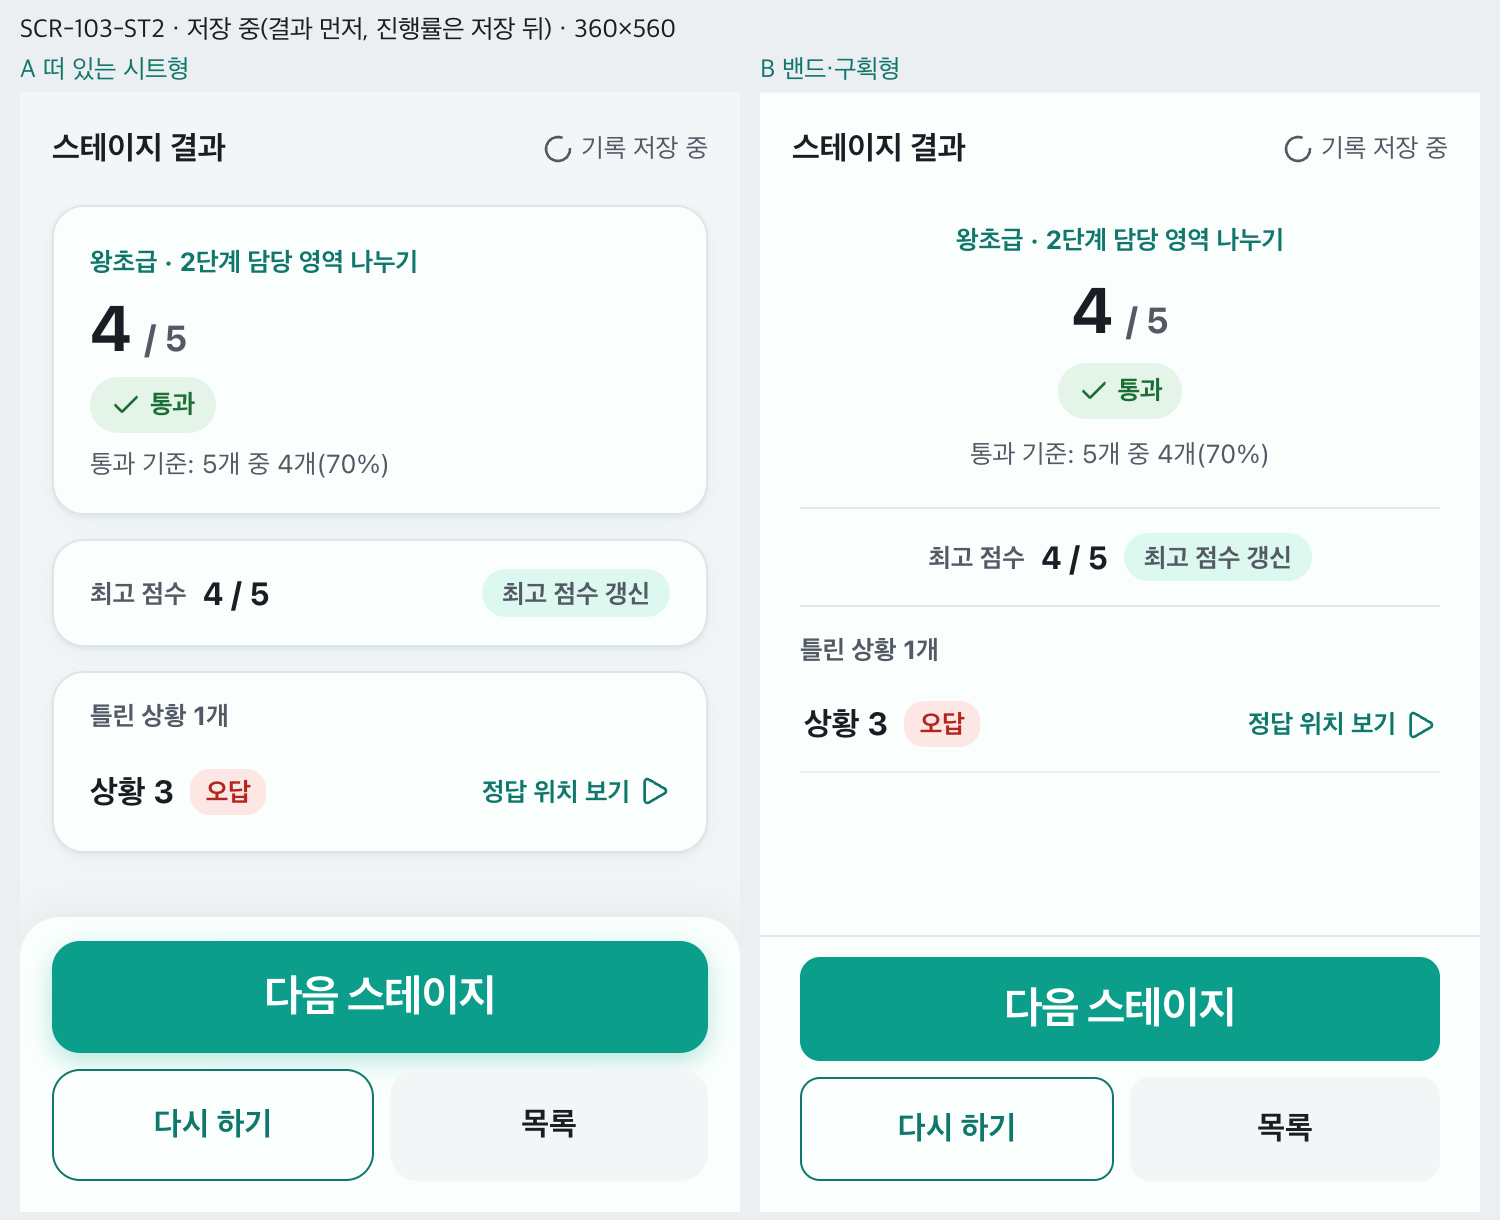 SCR-103-ST2 · 저장 중(결과 먼저, 진행률은 저장 뒤) · 360×560
A 떠 있는 시트형
스테이지 결과
기록 저장 중
왕초급 · 2단계 담당 영역 나누기
4 / 5
통과
통과 기준: 5개 중 4개(70%)
최고 점수 4 / 5 최고 점수 갱신
틀린 상황 1개
상황 3 오답 정답 위치 보기
다음 스테이지
다시 하기 목록
B 밴드·구획형
스테이지 결과
기록 저장 중
왕초급 · 2단계 담당 영역 나누기
4 / 5
통과
통과 기준: 5개 중 4개(70%)
최고 점수 4 / 5 최고 점수 갱신
틀린 상황 1개
상황 3 오답 정답 위치 보기
다음 스테이지
다시 하기 목록